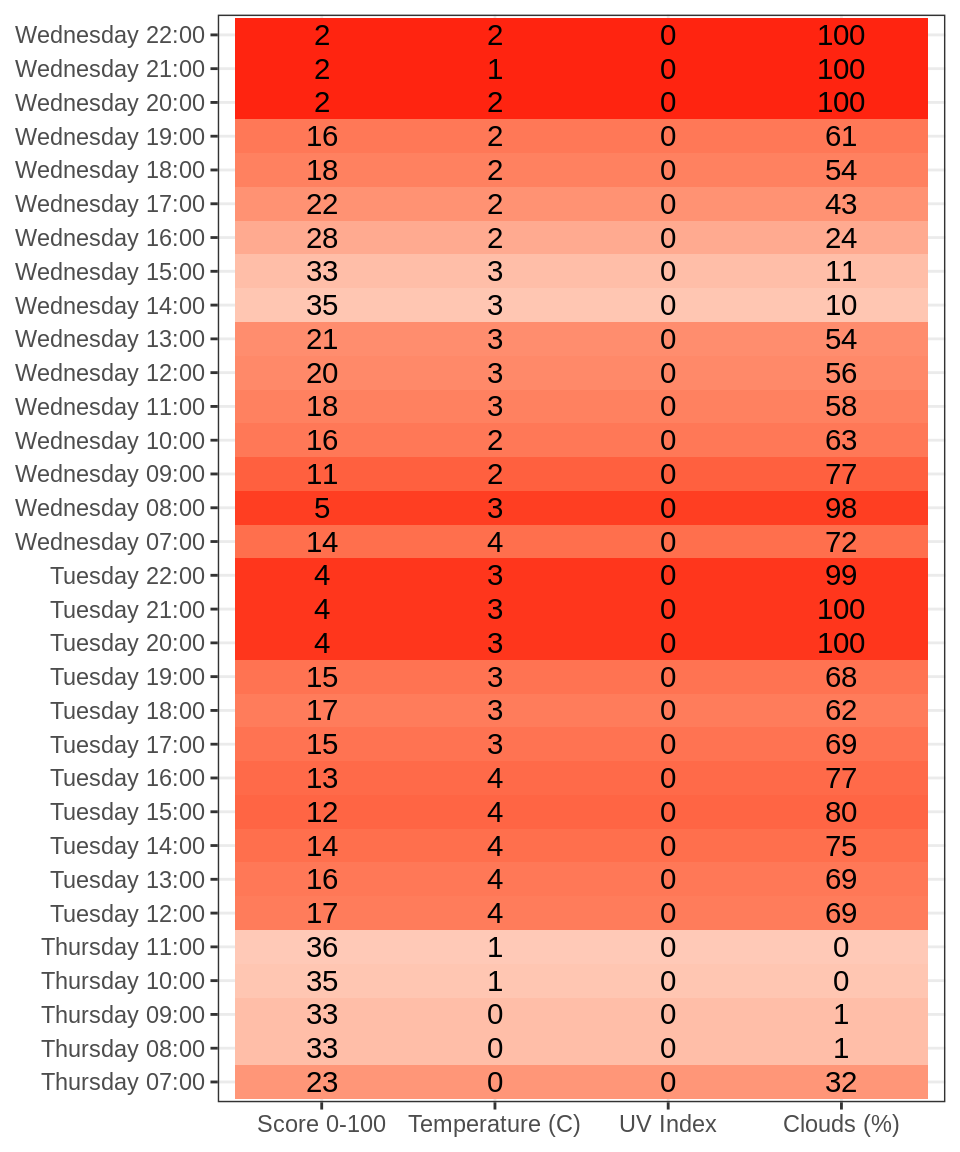 Wednesday 22:00 2 2 0 100
Wednesday 21:00 2 1 0 100
Wednesday 20:00 2 2 0 100
Wednesday 19:00 16 2 0 61
Wednesday 18:00 18 2 0 54
Wednesday 17:00 22 2 0 43
Wednesday 16:00 28 2 0 24
Wednesday 15:00 33 3 0 11
Wednesday 14:00 35 3 0 10
Wednesday 13:00 21 3 0 54
Wednesday 12:00 20 3 0 56
Wednesday 11:00 18 3 0 58
Wednesday 10:00 16 2 0 63
Wednesday 09:00 11 2 0 77
Wednesday 08:00 5 3 0 98
Wednesday 07:00 14 4 0 72
Tuesday 22:00 4 3 0 99
Tuesday 21:00 4 3 0 100
Tuesday 20:00 4 3 0 100
Tuesday 19:00 15 3 0 68
Tuesday 18:00 17 3 0 62
Tuesday 17:00 15 3 0 69
Tuesday 16:00 13 4 0 77
Tuesday 15:00 12 4 0 80
Tuesday 14:00 14 4 0 75
Tuesday 13:00 16 4 0 69
Tuesday 12:00 17 4 0 69
Thursday 11:00 36 1 0 0
Thursday 10:00 35 1 0 0
Thursday 09:00 33 0 0 1
Thursday 08:00 33 0 0 1
Thursday 07:00 23 0 0 32
Score 0-100 Temperature (C) UV Index Clouds (%)